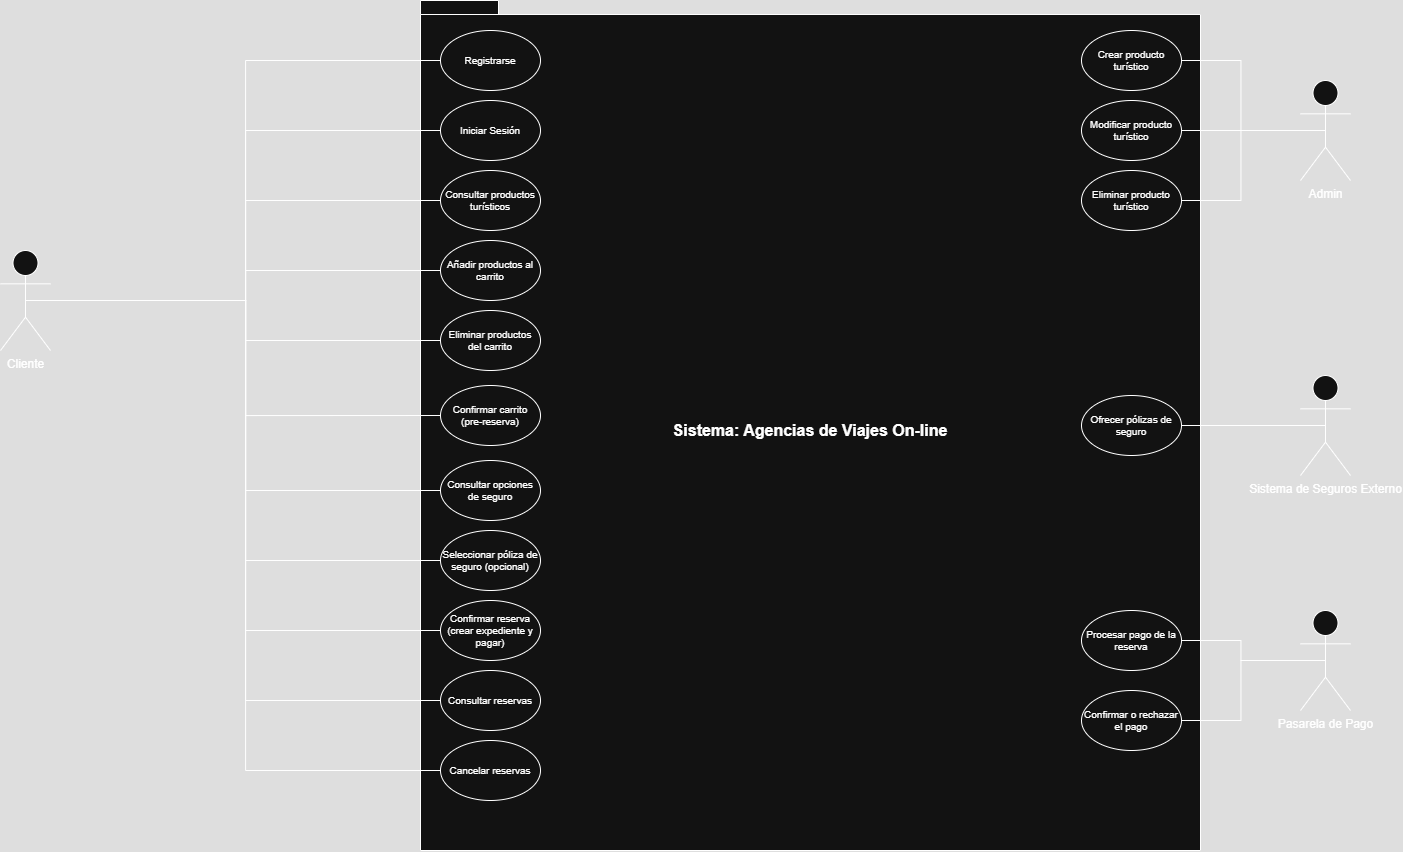 Registrarse
Iniciar Sesión
Consultar productos
turísticos
Añadir productos al
carrito
Eliminar productos
del carrito
Confirmar carrito
(pre-reserva)
Consultar opciones
de seguro
Seleccionar póliza de
seguro (opcional)
Confirmar reserva
(crear expediente y
pagar)
Consultar reservas
Cancelar reservas
Cliente
Sistema: Agencias de Viajes On-line
Crear producto
turístico
Modificar producto
turístico
Eliminar producto
turístico
Admin
Ofrecer pólizas de
seguro
Sistema de Seguros Externo
Procesar pago de la
reserva
Confirmar o rechazar
el pago
Pasarela de Pago